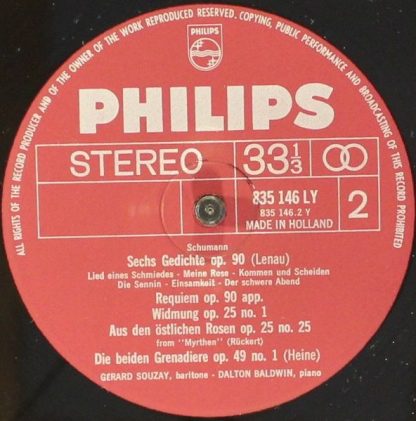 ALL RIGHTS OF THE RECORD PRODUCER AND OF THE OWNER OF THE WORK REPRODUCED RESERVED. COPYING, PUBLIC PERFORMANCE AND BROADCASTING OF THIS RECORD PROHIBITED
PHILIPS
PHILIPS
STEREO 33 1/3
835 146 LY
835 146.2 Y
MADE IN HOLLAND
2
Schumann
Sechs Gedichte op. 90 (Lenau)
Lied eines Schmiedes - Meine Rose - Kommen und Scheiden
Die Sennin - Einsamkeit - Der schwere Abend
Requiem op. 90 app.
Widmung op. 25 no. 1
Aus den östlichen Rosen op. 25 no. 25
from "Myrthen" (Rückert)
Die beiden Grenadiere op. 49 no. 1 (Heine)
GERARD SOUZAY, baritone - DALTON BALDWIN, piano